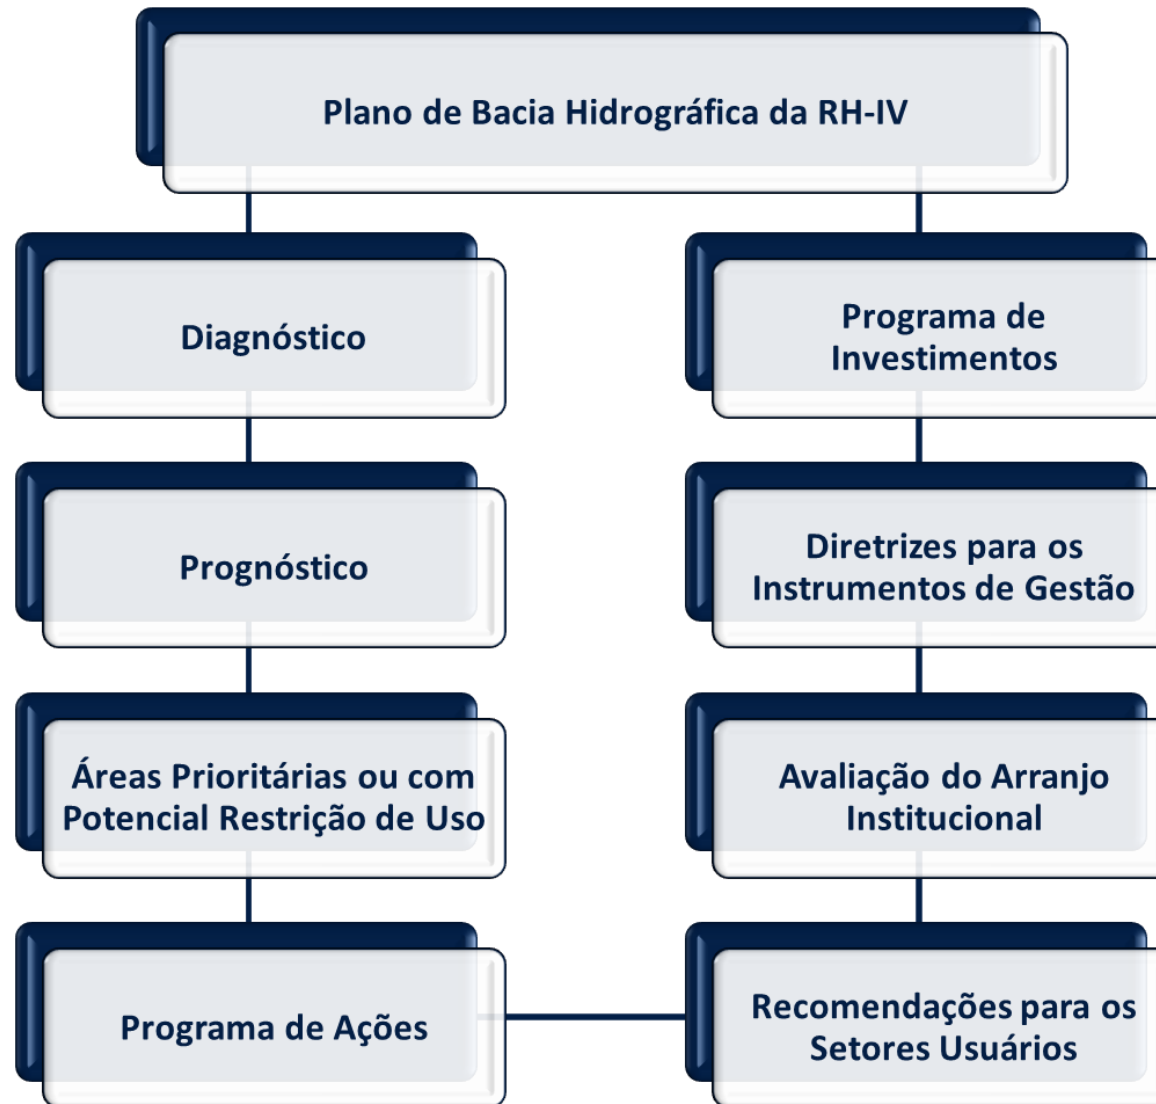 Plano de Bacia Hidrográfica da RH-IV
Diagnóstico
Prognóstico
Áreas Prioritárias ou com
Potencial Restrição de Uso
Programa de Ações
Programa de
Investimentos
Diretrizes para os
Instrumentos de Gestão
Avaliação do Arranjo
Institucional
Recomendações para os
Setores Usuários